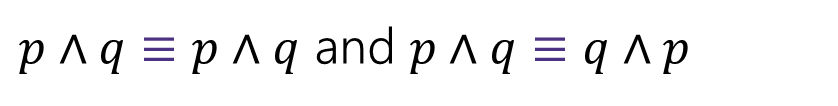 p ∧ q ≡ p ∧ q and p ∧ q ≡ q ∧ p